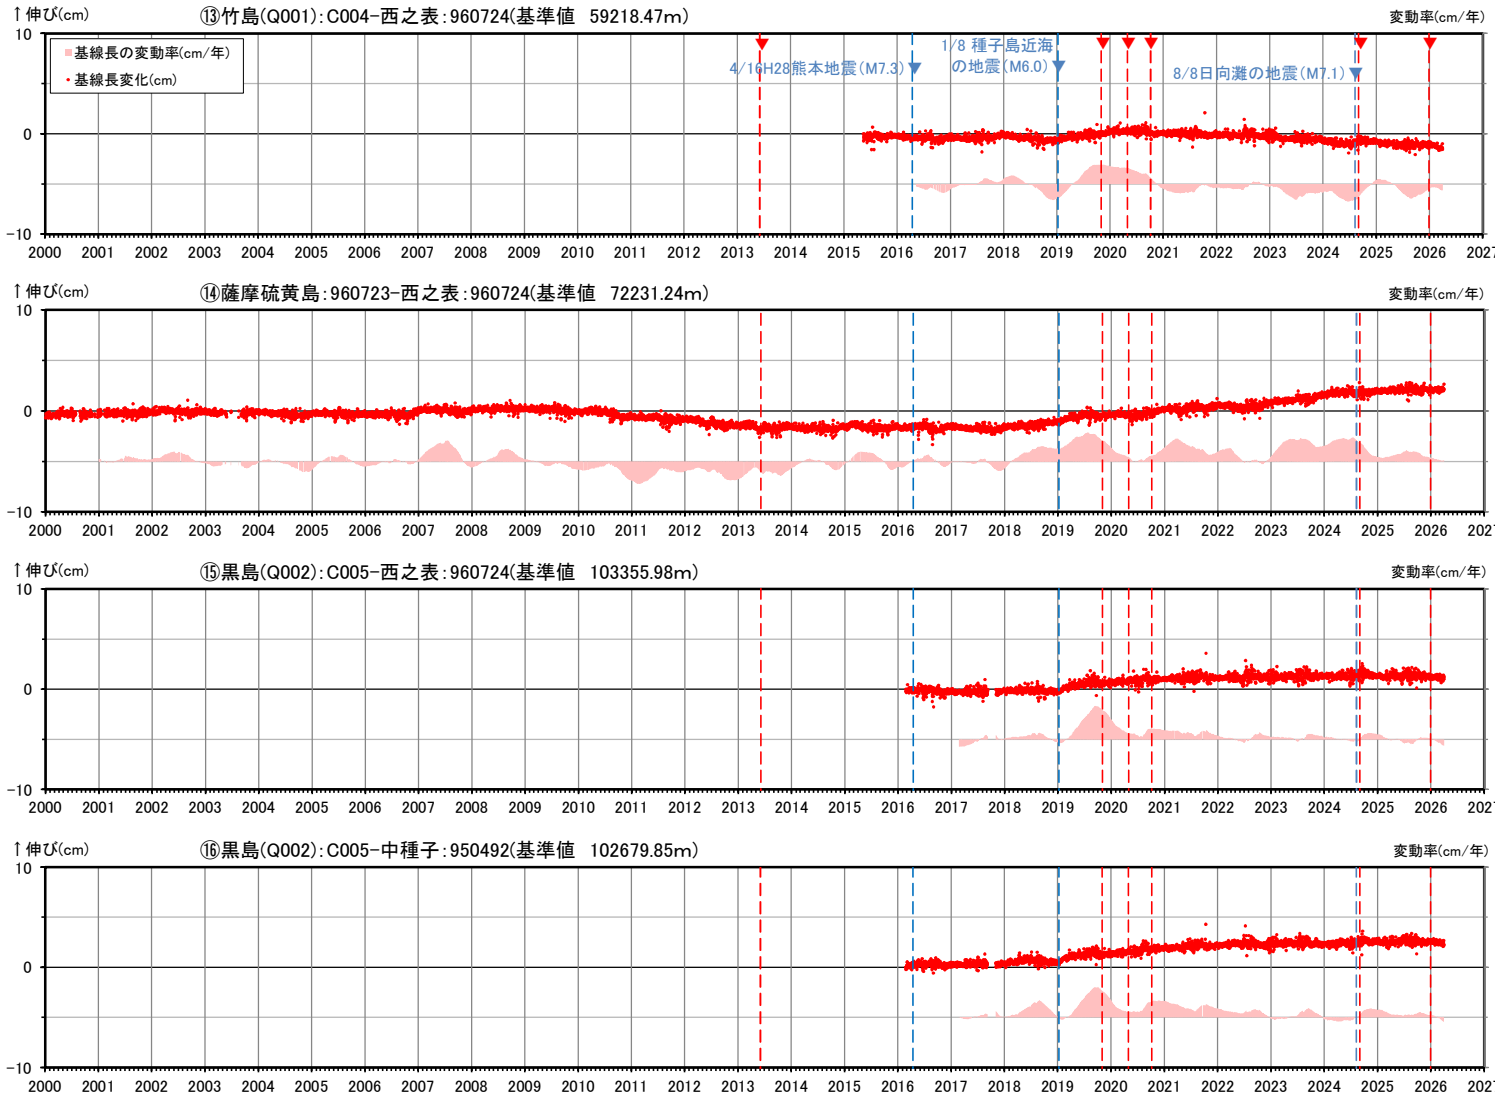 ↑伸び(cm) ⑬竹島(Q001):C004-西之表:960724(基準値 59218.47m) 変動率(cm/年)
10
■基線長の変動率(cm/年)
・基線長変化(cm)
4/16H28熊本地震(M7.3)▼
1/8 種子島近海
の地震(M6.0)▼
8/8日向灘の地震(M7.1)▼
0
-10
2000 2001 2002 2003 2004 2005 2006 2007 2008 2009 2010 2011 2012 2013 2014 2015 2016 2017 2018 2019 2020 2021 2022 2023 2024 2025 2026 2027
↑伸び(cm) ⑭薩摩硫黄島:960723-西之表:960724(基準値 72231.24m) 変動率(cm/年)
10
0
-10
2000 2001 2002 2003 2004 2005 2006 2007 2008 2009 2010 2011 2012 2013 2014 2015 2016 2017 2018 2019 2020 2021 2022 2023 2024 2025 2026 202
↑伸び(cm) ⑮黒島(Q002):C005-西之表:960724(基準値 103355.98m) 変動率(cm/年)
10
0
-10
2000 2001 2002 2003 2004 2005 2006 2007 2008 2009 2010 2011 2012 2013 2014 2015 2016 2017 2018 2019 2020 2021 2022 2023 2024 2025 2026 202
↑伸び(cm) ⑯黒島(Q002):C005-中種子:950492(基準値 102679.85m) 変動率(cm/年)
10
0
-10
2000 2001 2002 2003 2004 2005 2006 2007 2008 2009 2010 2011 2012 2013 2014 2015 2016 2017 2018 2019 2020 2021 2022 2023 2024 2025 2026 202